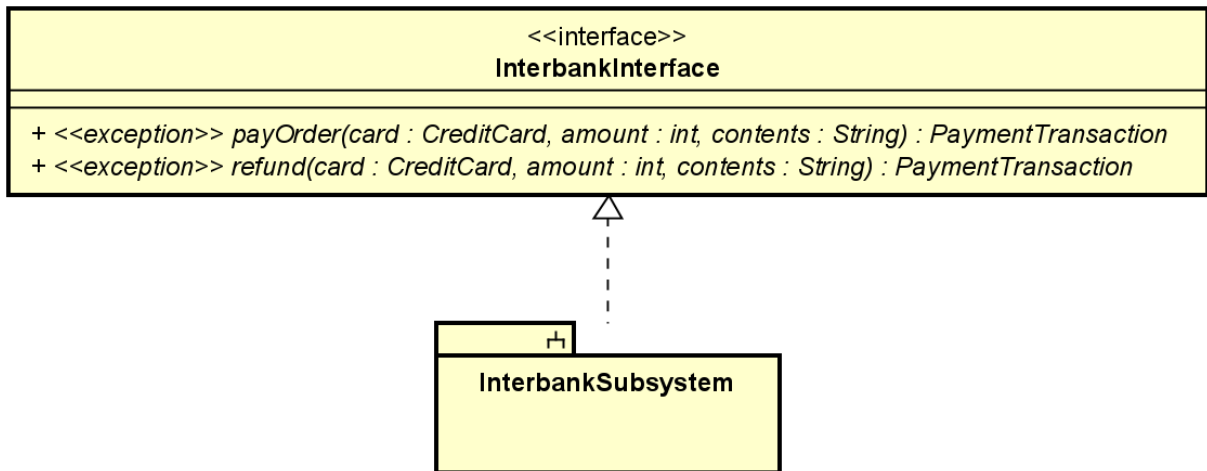 <<interface>>
InterbankInterface
+ <<exception>> payOrder(card : CreditCard, amount : int, contents : String) : PaymentTransaction
+ <<exception>> refund(card : CreditCard, amount : int, contents : String) : PaymentTransaction
InterbankSubsystem